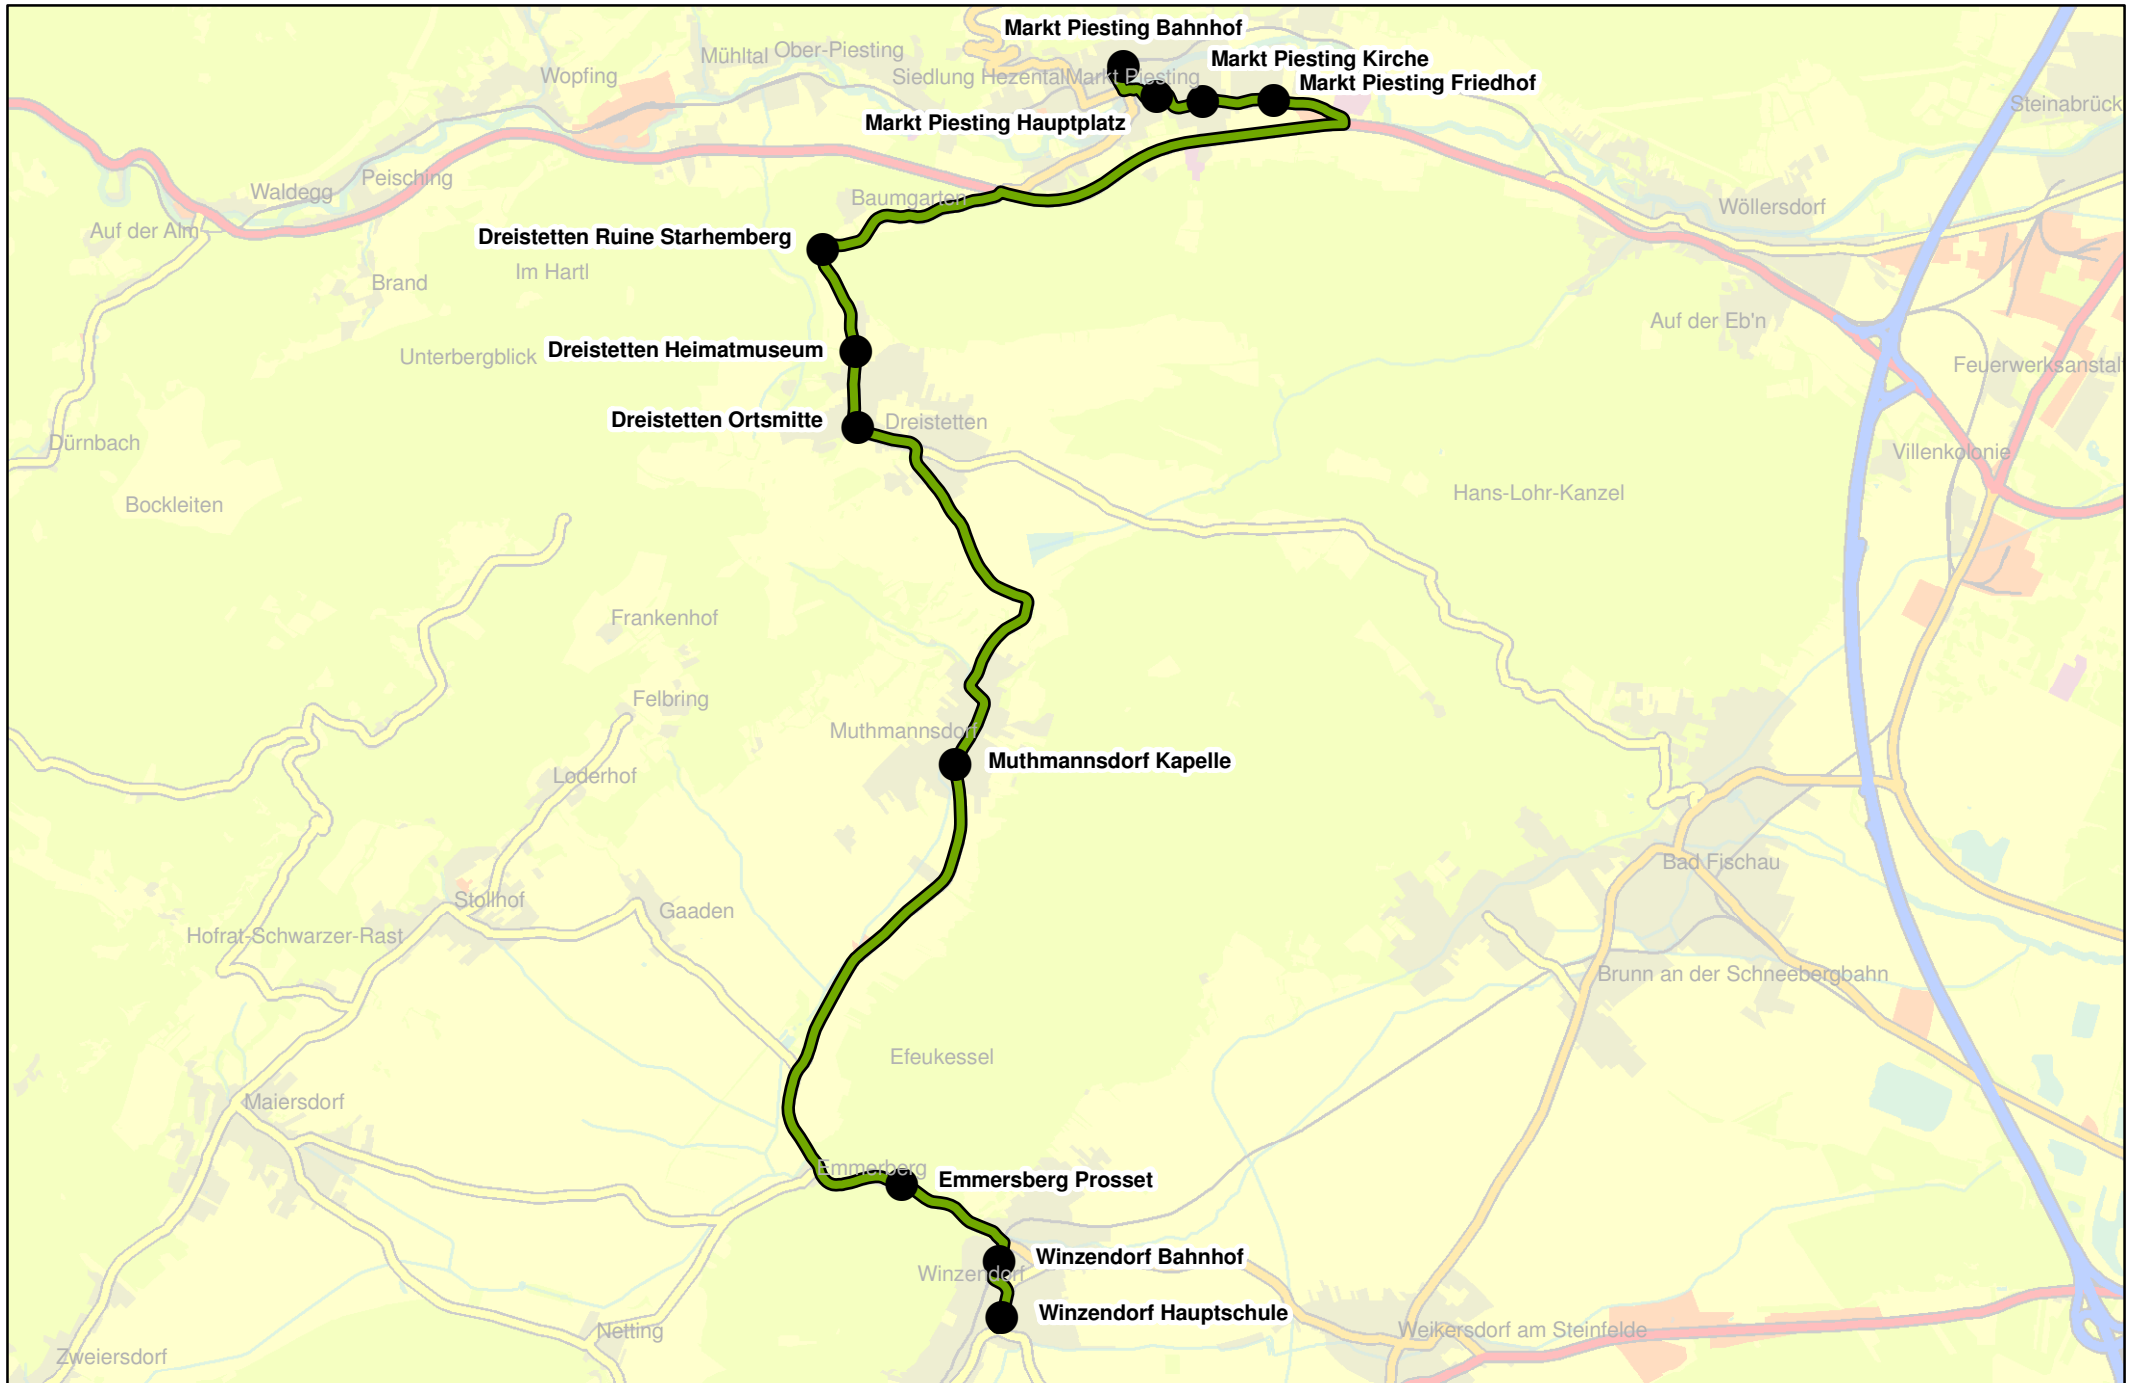 Markt Piesting Bahnhof
Mühltal
Ober-Piesting
Markt Piesting Kirche
Wopfing
Siedlung Hezental
Markt Piesting
Markt Piesting Friedhof
Steinabrück
Markt Piesting Hauptplatz
Peisching
Waldegg
Baumgarten
Wöllersdorf
Auf der Alm
Dreistetten Ruine Starhemberg
Im Hartl
Brand
Auf der Eb'n
Unterbergblick
Dreistetten Heimatmuseum
Feuerwerksanstalt
Dreistetten Ortsmitte
Dreistetten
Dürnbach
Villenkolonie
Bockleiten
Hans-Lohr-Kanzel
Frankenhof
Felbring
Muthmannsdorf
Muthmannsdorf Kapelle
Loderhof
Bad Fischau
Stollhof
Gaaden
Hofrat-Schwarzer-Rast
Brunn an der Schneebergbahn
Efeukessel
Maiersdorf
Emmerberg
Emmersberg Prosset
Winzendorf Bahnhof
Winzendorf
Winzendorf Hauptschule
Netting
Weikersdorf am Steinfelde
Zweiersdorf